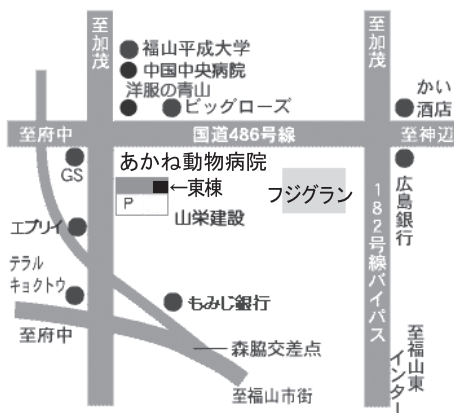 至加茂
至加茂
福山平成大学
中国中央病院
洋服の青山
ビッグローズ
かい
酒店
至府中
国道486号線
至神辺
GS
あかね動物病院
←東棟
P
山栄建設
フジグラン
広島銀行
182号線バイパス
エブリイ
テラル
キョクトウ
もみじ銀行
至府中
森脇交差点
至福山市街
至福山東
インター